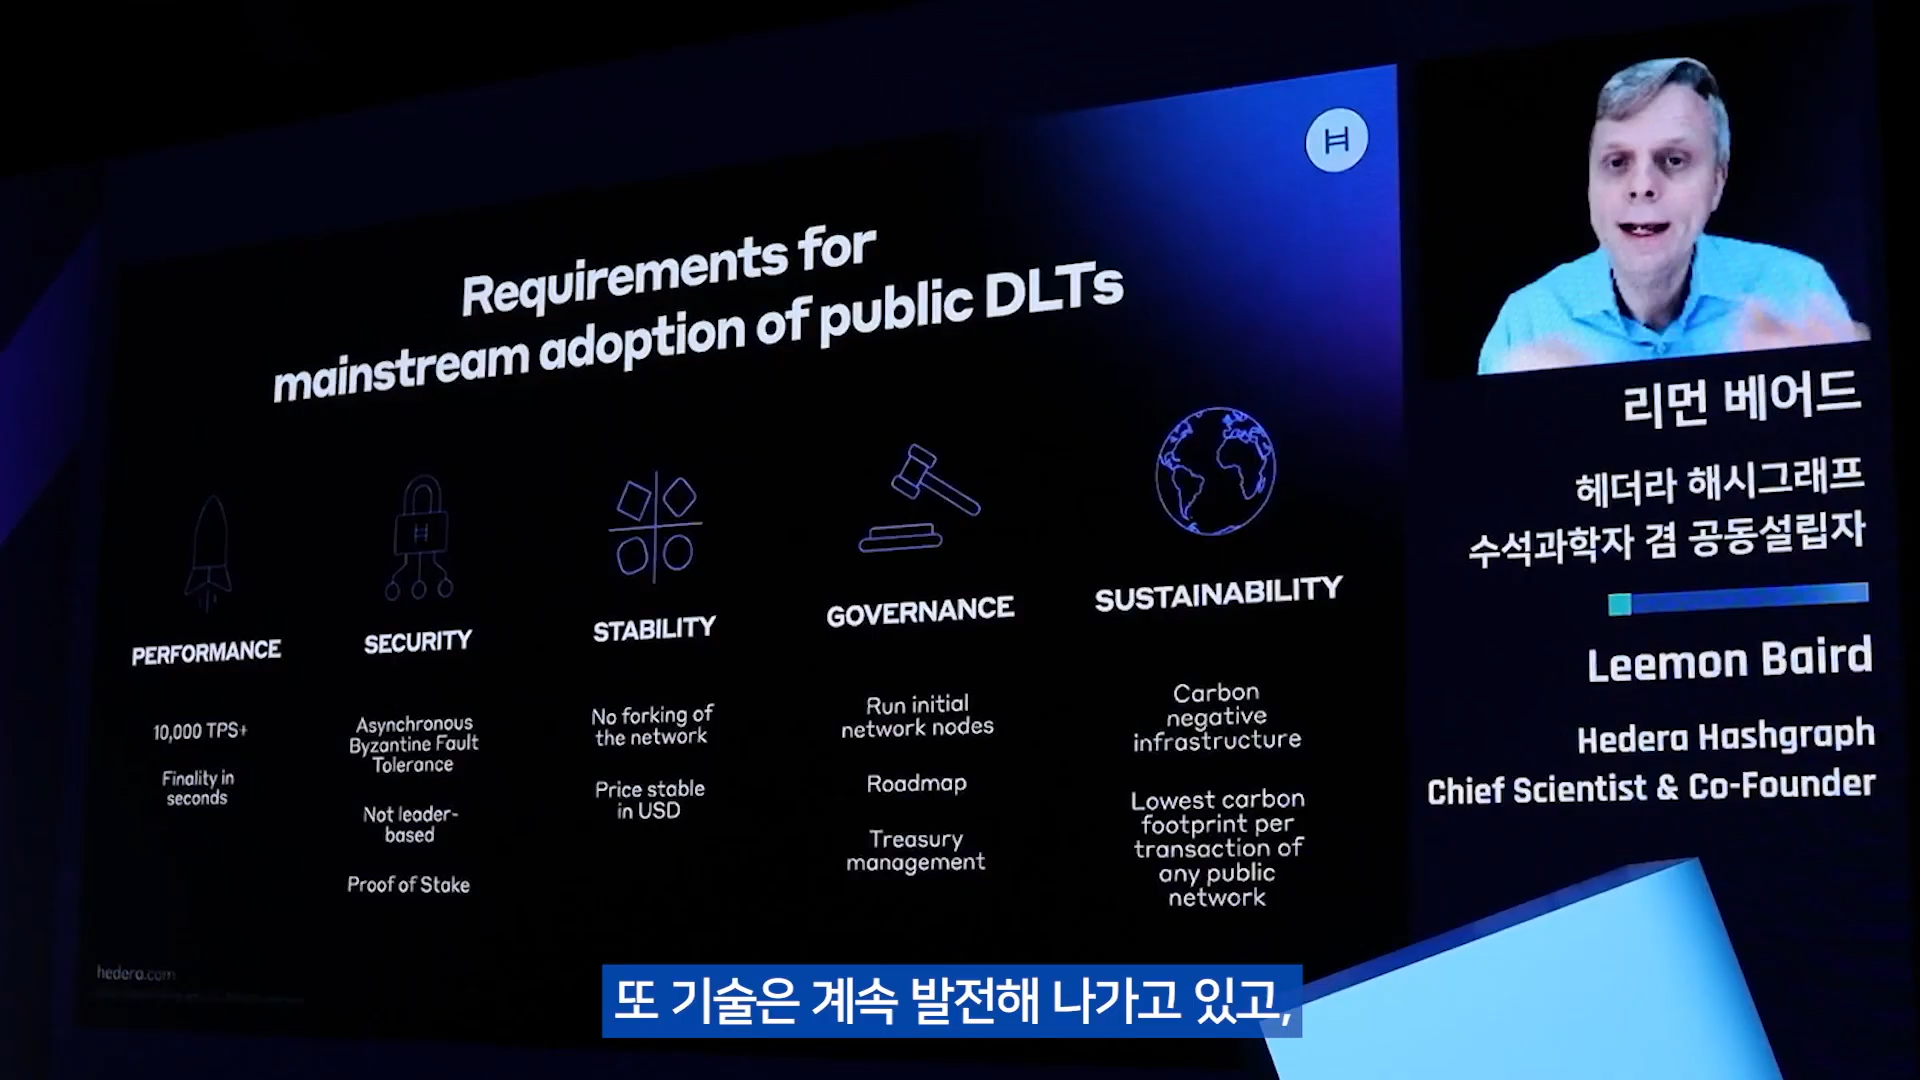 Requirements for
mainstream adoption of public DLTs
PERFORMANCE
10,000 TPS+
Finality in
seconds
SECURITY
Asynchronous
Byzantine Fault
Tolerance
Not leader-
based
Proof of Stake
STABILITY
No forking of
the network
Price stable
in USD
GOVERNANCE
Run initial
network nodes
Roadmap
Treasury
management
SUSTAINABILITY
Carbon
negative
infrastructure
Lowest carbon
footprint per
transaction of
any public
network
hedera.com
리먼 베어드
헤더라 해시그래프
수석과학자 겸 공동설립자
Leemon Baird
Hedera Hashgraph
Chief Scientist & Co-Founder
또 기술은 계속 발전해 나가고 있고,